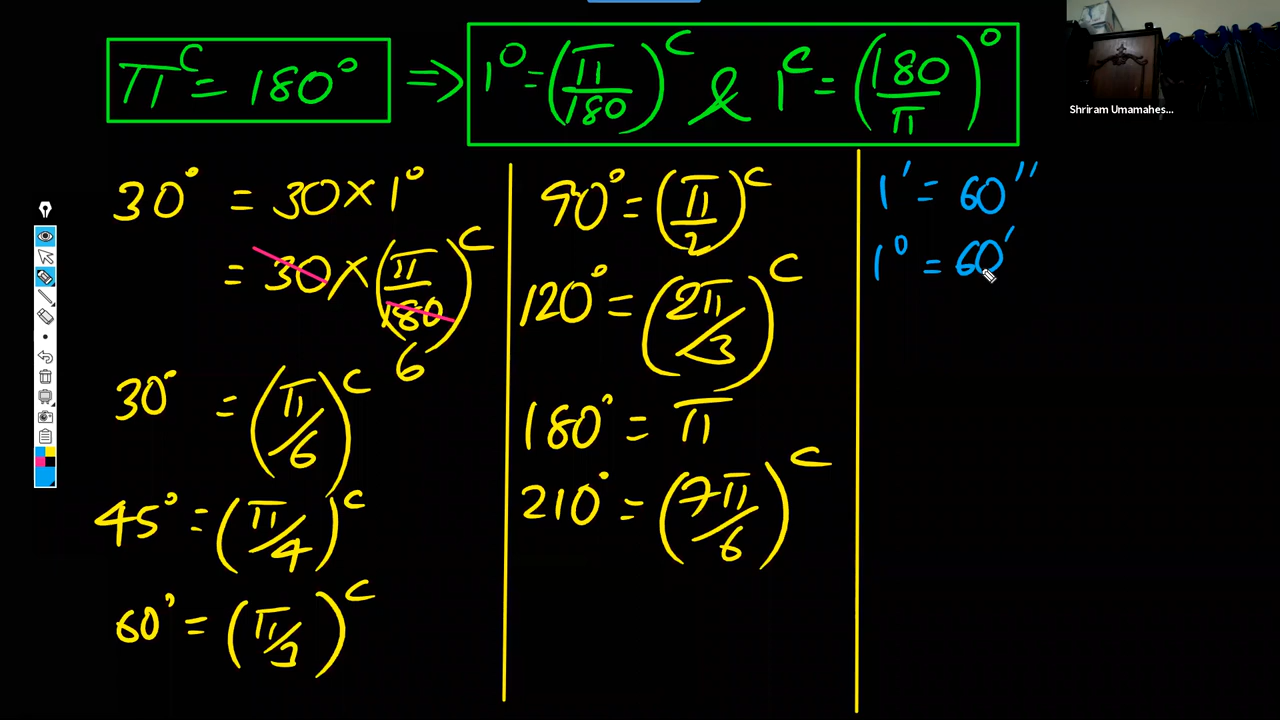 π^c = 180° ⇒ 1° = (π/180)^c & 1^c = (180/π)°
Shriram Umamahes...
30° = 30 × 1°
= 30 × (π/180)^c
6
30° = (π/6)^c
45° = (π/4)^c
60° = (π/3)^c
90° = (π/2)^c
120° = (2π/3)^c
180° = π
210° = (7π/6)^c
1' = 60''
1° = 60'